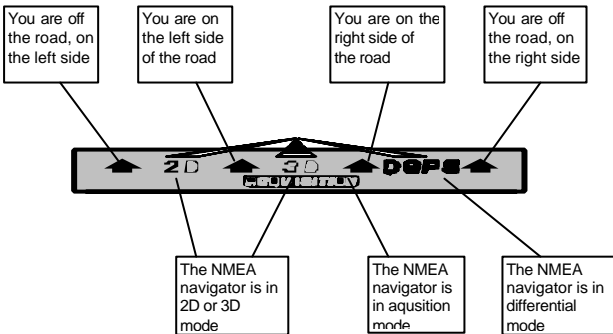 You are off
the road, on
the left side
You are on
the left side
of the road
You are on the
right side of
the road
You are off
the road, on
the right side
2D
3D
DGPS
ACQUISITION
The NMEA
navigator is in
2D or 3D
mode
The NMEA
navigator is
in aqusition
mode
The NMEA
navigator is in
differential
mode